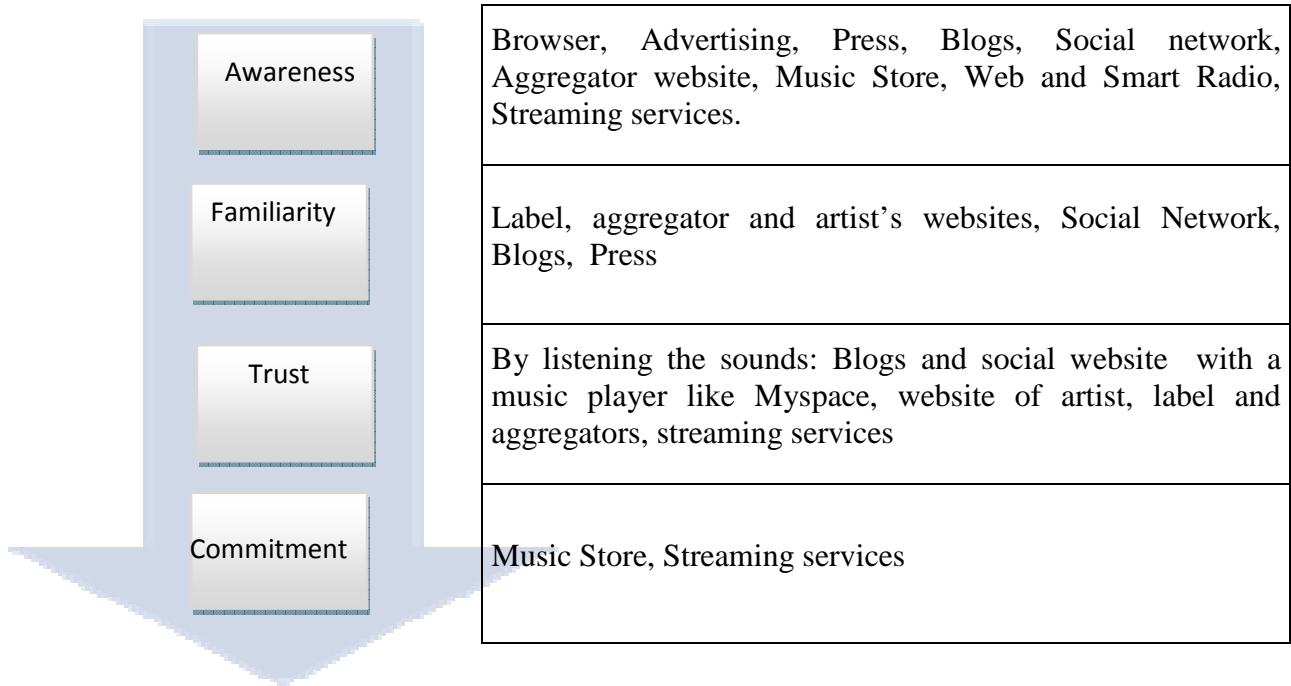 Awareness
Browser, Advertising, Press, Blogs, Social network,
Aggregator website, Music Store, Web and Smart Radio,
Streaming services.
Familiarity
Label, aggregator and artist’s websites, Social Network,
Blogs, Press
Trust
By listening the sounds: Blogs and social website with a
music player like Myspace, website of artist, label and
aggregators, streaming services
Commitment
Music Store, Streaming services